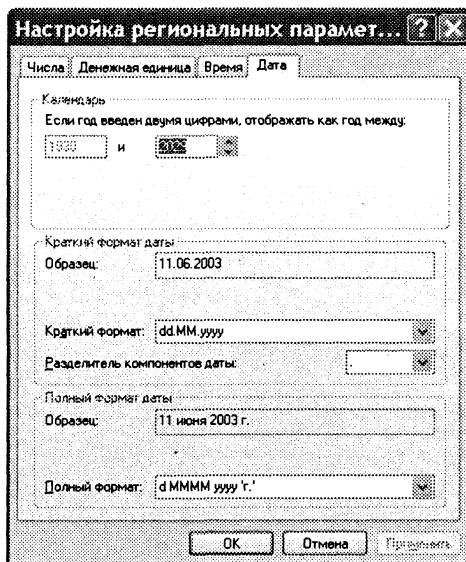 Настройка региональных парамет... ? X
Числа Денежная единица Время Дата
Календарь
Если год введен двумя цифрами, отображать как год между:
1930 и 2029
Краткий формат даты
Образец: 11.06.2003
Краткий формат: dd.MM.yyyy
Разделитель компонентов даты: .
Полный формат даты
Образец: 11 июня 2003 г.
Полный формат: d MMMM yyyy 'г.'
OK Отмена Применить